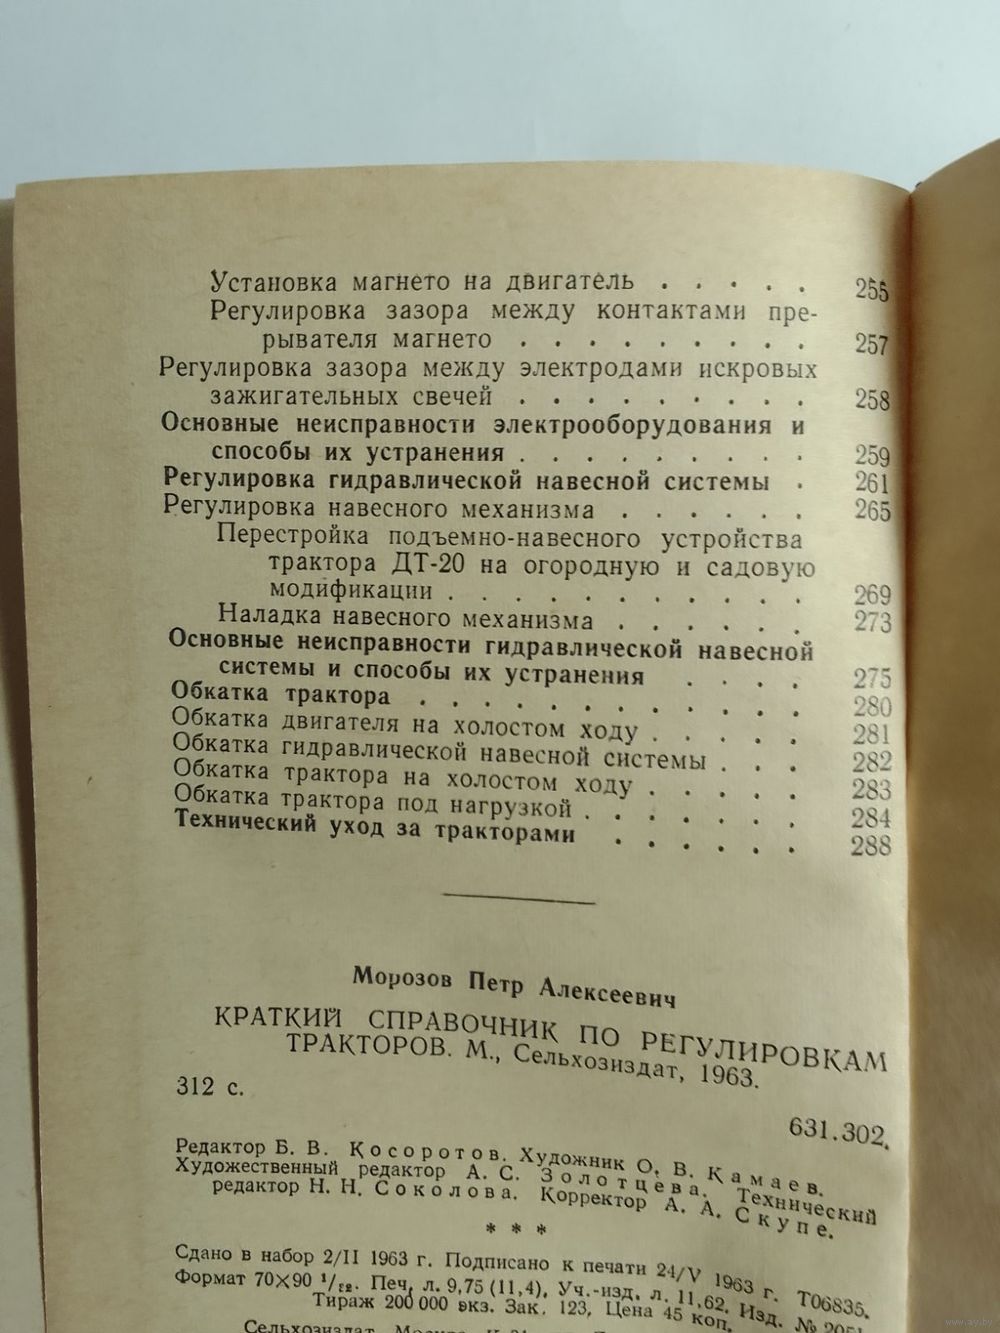 Установка магнето на двигатель . . . . . 255
Регулировка зазора между контактами пре-
рывателя магнето . . . . . . . . . 257
Регулировка зазора между электродами искровых
зажигательных свечей . . . . . . . . . 258
Основные неисправности электрооборудования и
способы их устранения . . . . . . . . . 259
Регулировка гидравлической навесной системы . 261
Регулировка навесного механизма . . . . . . 265
Перестройка подъемно-навесного устройства
трактора ДТ-20 на огородную и садовую
модификации . . . . . . . . . . . 269
Наладка навесного механизма . . . . . . 273
Основные неисправности гидравлической навесной
системы и способы их устранения . . . . 275
Обкатка трактора . . . . . . . . . . . 280
Обкатка двигателя на холостом ходу . . . . . 281
Обкатка гидравлической навесной системы . . . 282
Обкатка трактора на холостом ходу . . . . . 283
Обкатка трактора под нагрузкой . . . . . . 284
Технический уход за тракторами . . . . . . 288
Морозов Петр Алексеевич
КРАТКИЙ СПРАВОЧНИК ПО РЕГУЛИРОВКАМ
ТРАКТОРОВ. М., Сельхозиздат, 1963.
312 с.
631.302.
Редактор Б. В. Косоротов. Художник О. В. Камаев.
Художественный редактор А. С. Золотцева. Технический
редактор Н. Н. Соколова. Корректор А. А. Скупе.
* * *
Сдано в набор 2/II 1963 г. Подписано к печати 24/V 1963 г. Т06835.
Формат 70×90 1/32. Печ. л. 9,75 (11,4), Уч.-изд. л. 11,62. Изд. №
Тираж 200 000 экз. Зак. 123. Цена 45 коп.
Сельхозиздат, Москва,
www.ay.by